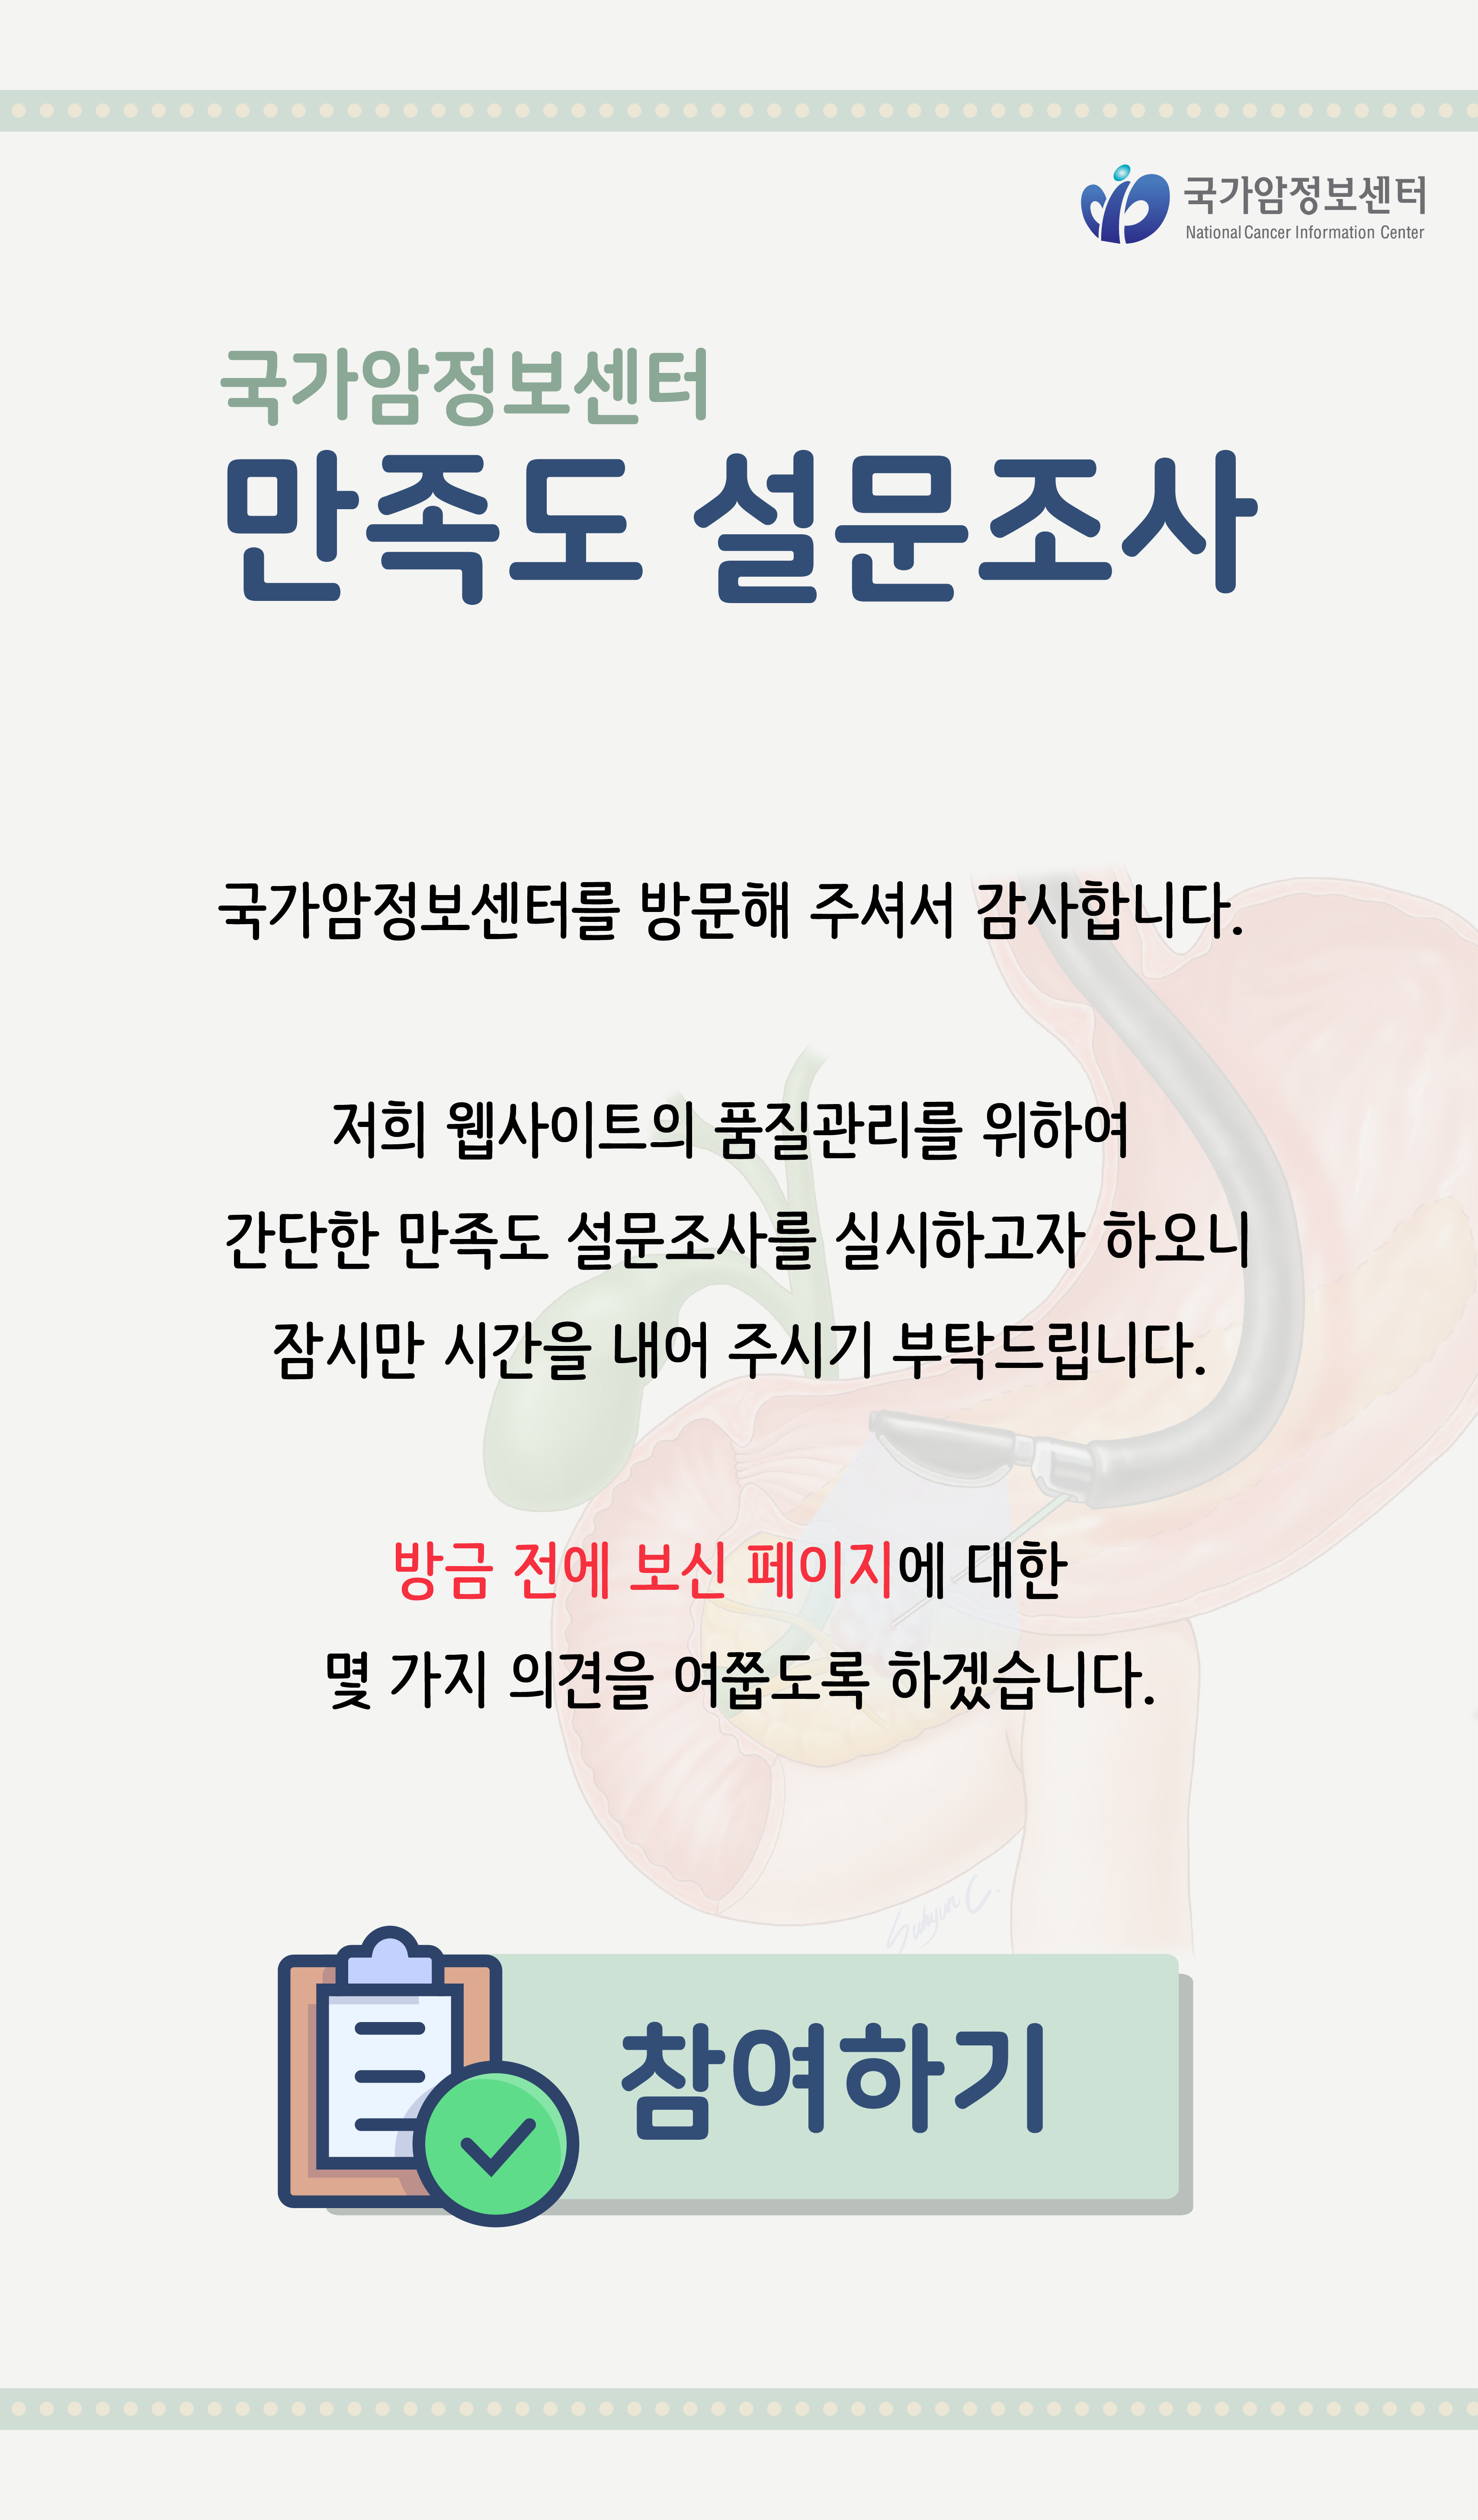 국가암정보센터
National Cancer Information Center
국가암정보센터
만족도 설문조사
국가암정보센터를 방문해 주셔서 감사합니다.
저희 웹사이트의 품질관리를 위하여
간단한 만족도 설문조사를 실시하고자 하오니
잠시만 시간을 내어 주시기 부탁드립니다.
방금 전에 보신 페이지에 대한
몇 가지 의견을 여쭙도록 하겠습니다.
Suhyun C.
참여하기